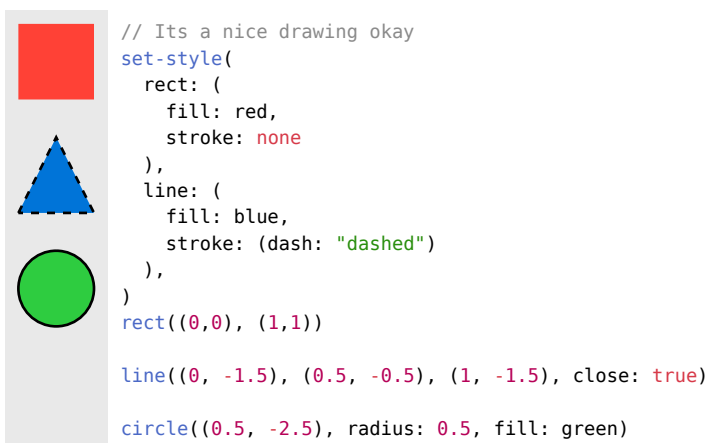 // Its a nice drawing okay
set-style(
  rect: (
    fill: red,
    stroke: none
  ),
  line: (
    fill: blue,
    stroke: (dash: "dashed")
  ),
)
rect((0,0), (1,1))

line((0, -1.5), (0.5, -0.5), (1, -1.5), close: true)

circle((0.5, -2.5), radius: 0.5, fill: green)